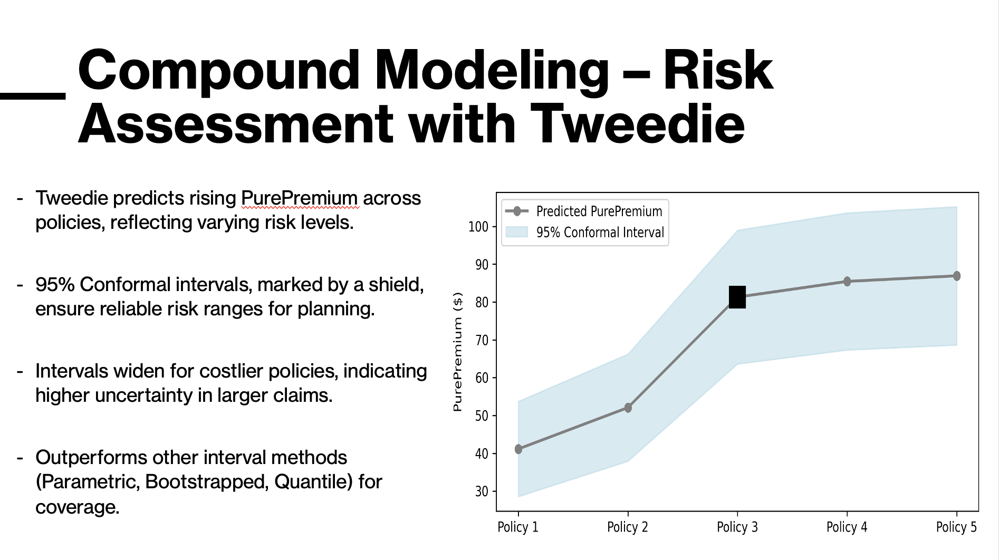 Compound Modeling – Risk
Assessment with Tweedie
- Tweedie predicts rising PurePremium across
policies, reflecting varying risk levels.
- 95% Conformal intervals, marked by a shield,
ensure reliable risk ranges for planning.
- Intervals widen for costlier policies, indicating
higher uncertainty in larger claims.
- Outperforms other interval methods
(Parametric, Bootstrapped, Quantile) for
coverage.
Predicted PurePremium
95% Conformal Interval
PurePremium ($)
100
90
80
70
60
50
40
30
Policy 1 Policy 2 Policy 3 Policy 4 Policy 5